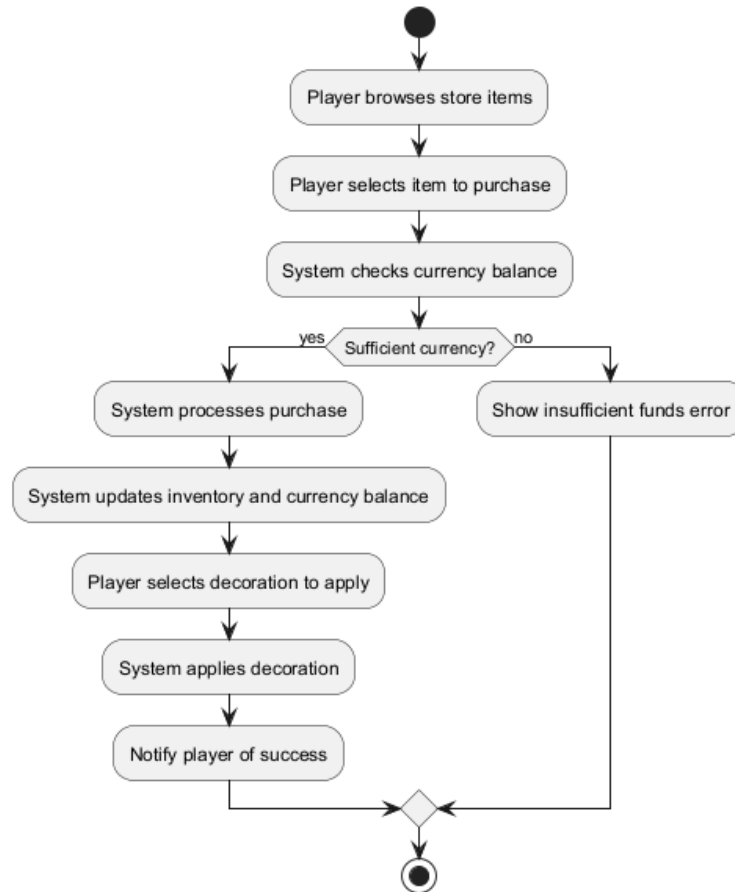 Player browses store items
Player selects item to purchase
System checks currency balance
yes
Sufficient currency?
no
System processes purchase
Show insufficient funds error
System updates inventory and currency balance
Player selects decoration to apply
System applies decoration
Notify player of success